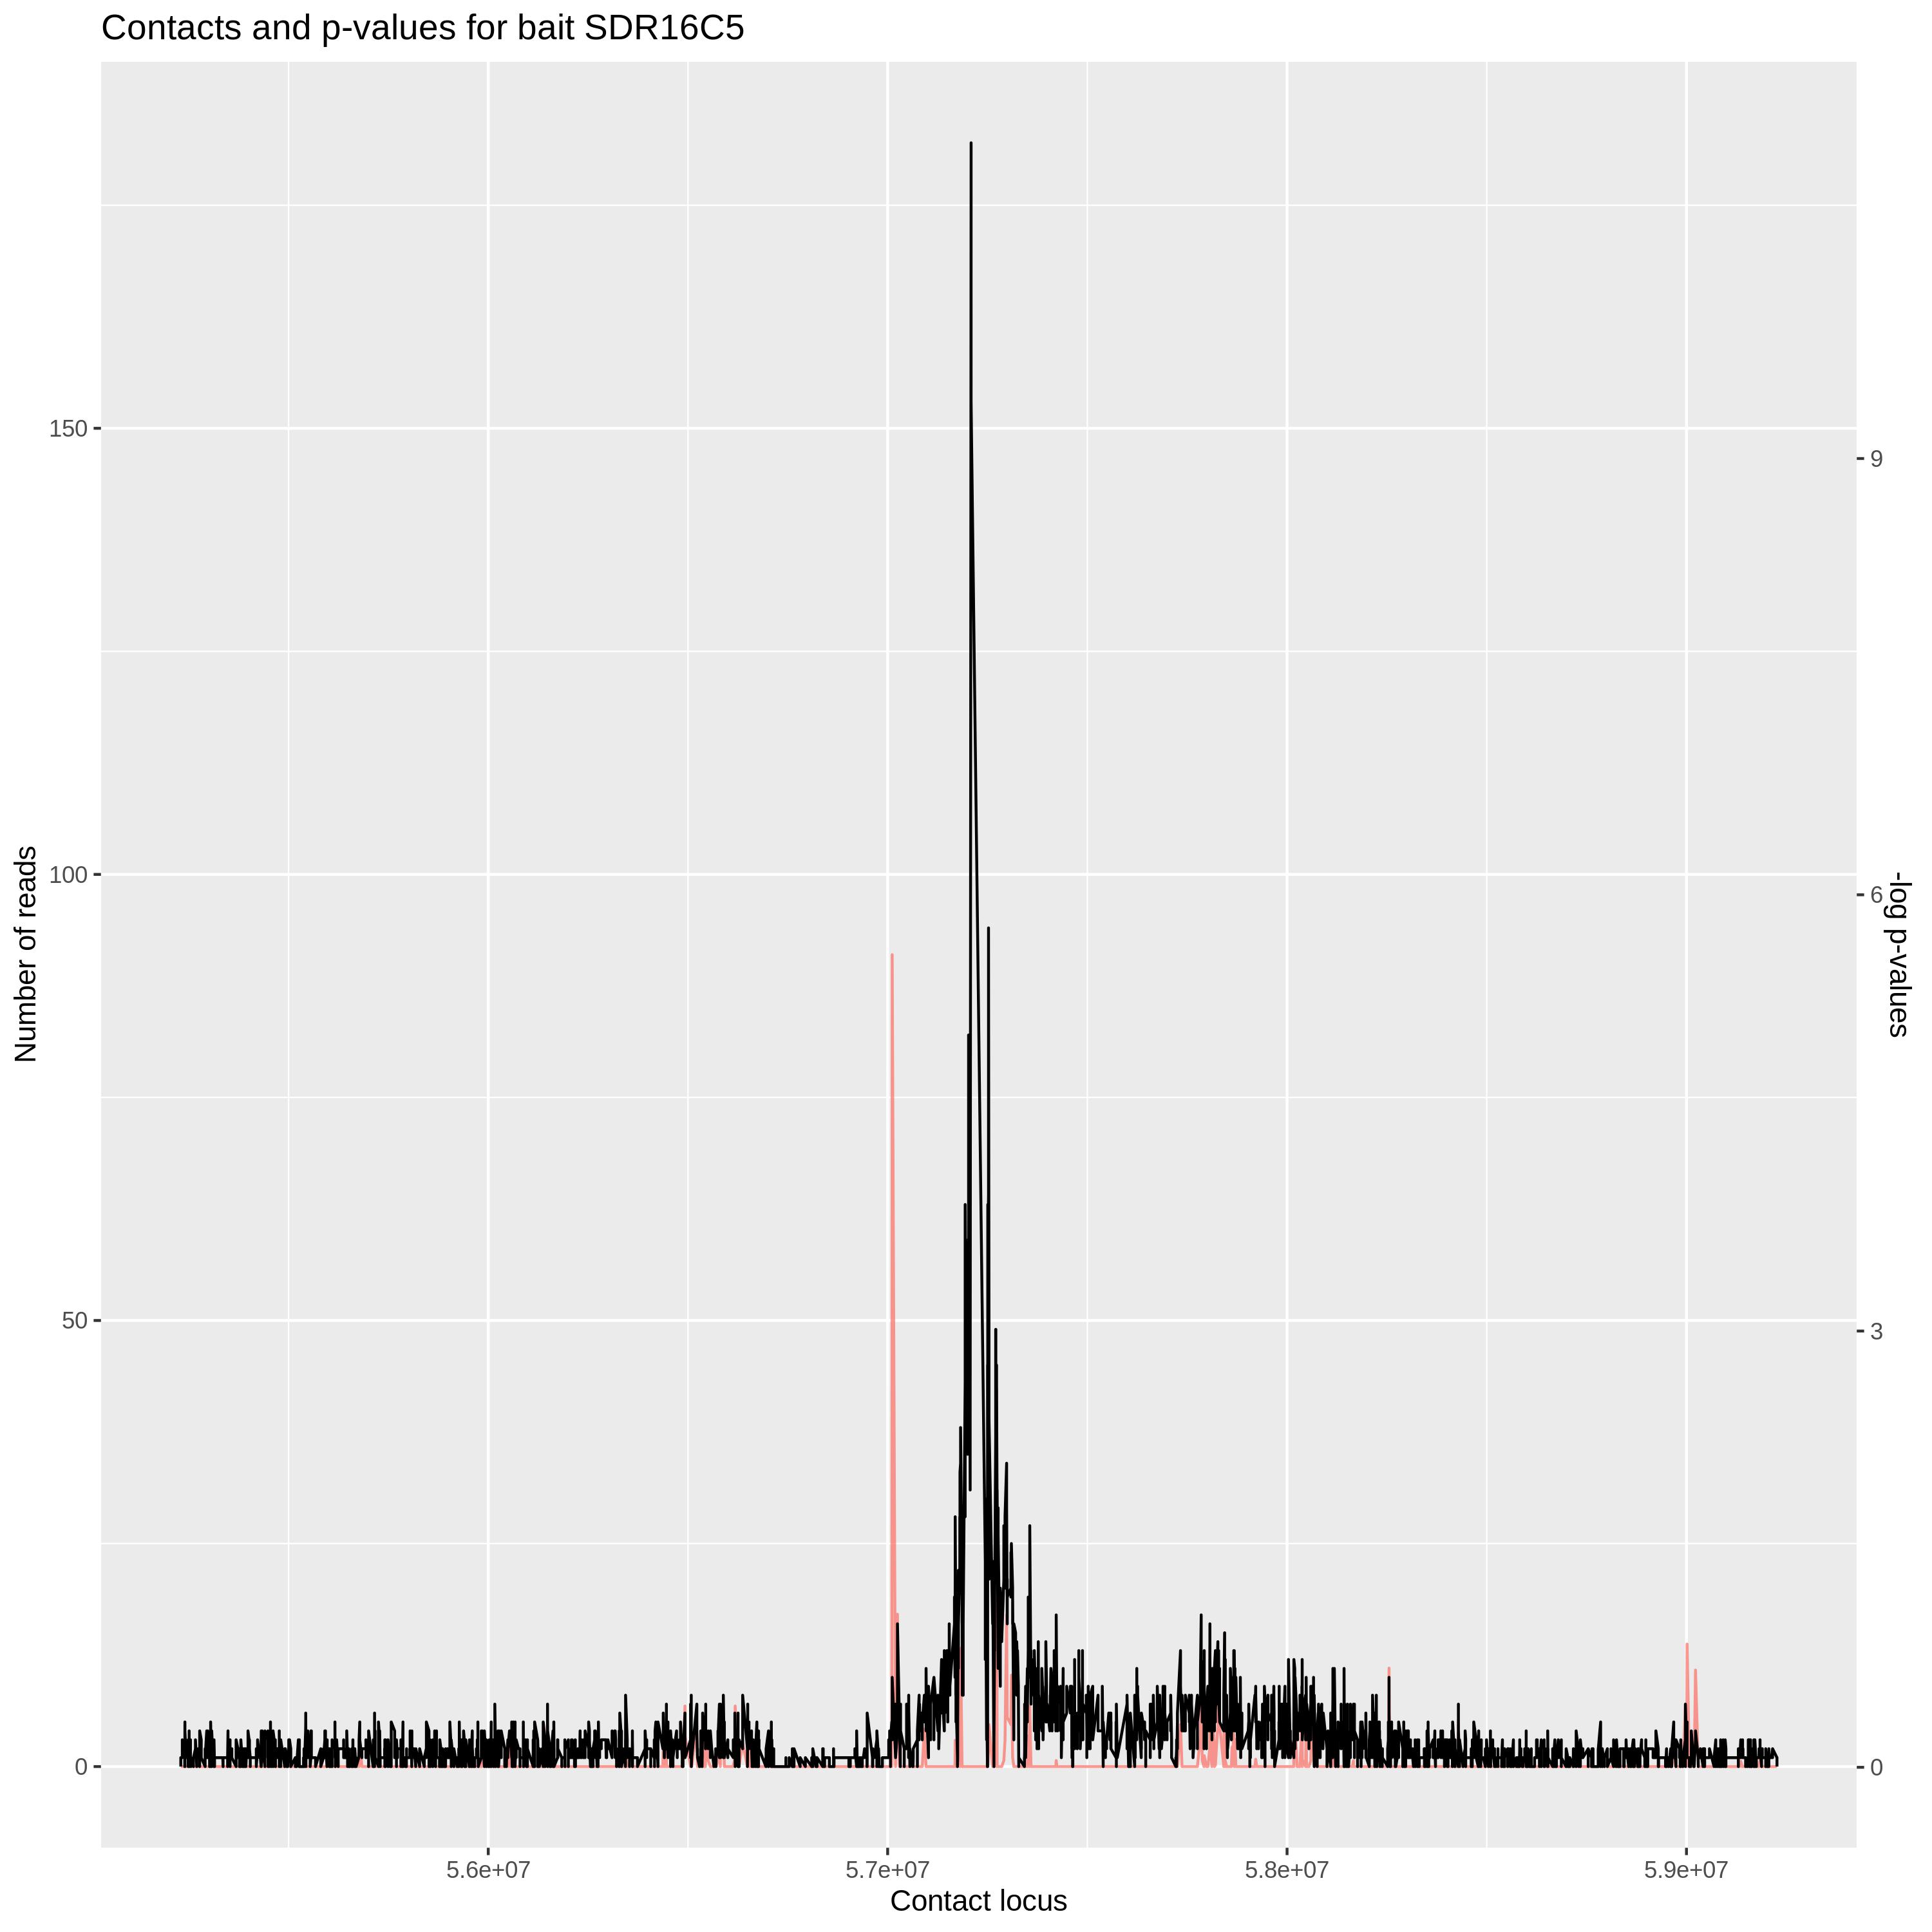 Contacts and p-values for bait SDR16C5
150
100
50
0
Number of reads
9
6
3
0
-log p-values
5.6e+07 5.7e+07 5.8e+07 5.9e+07
Contact locus